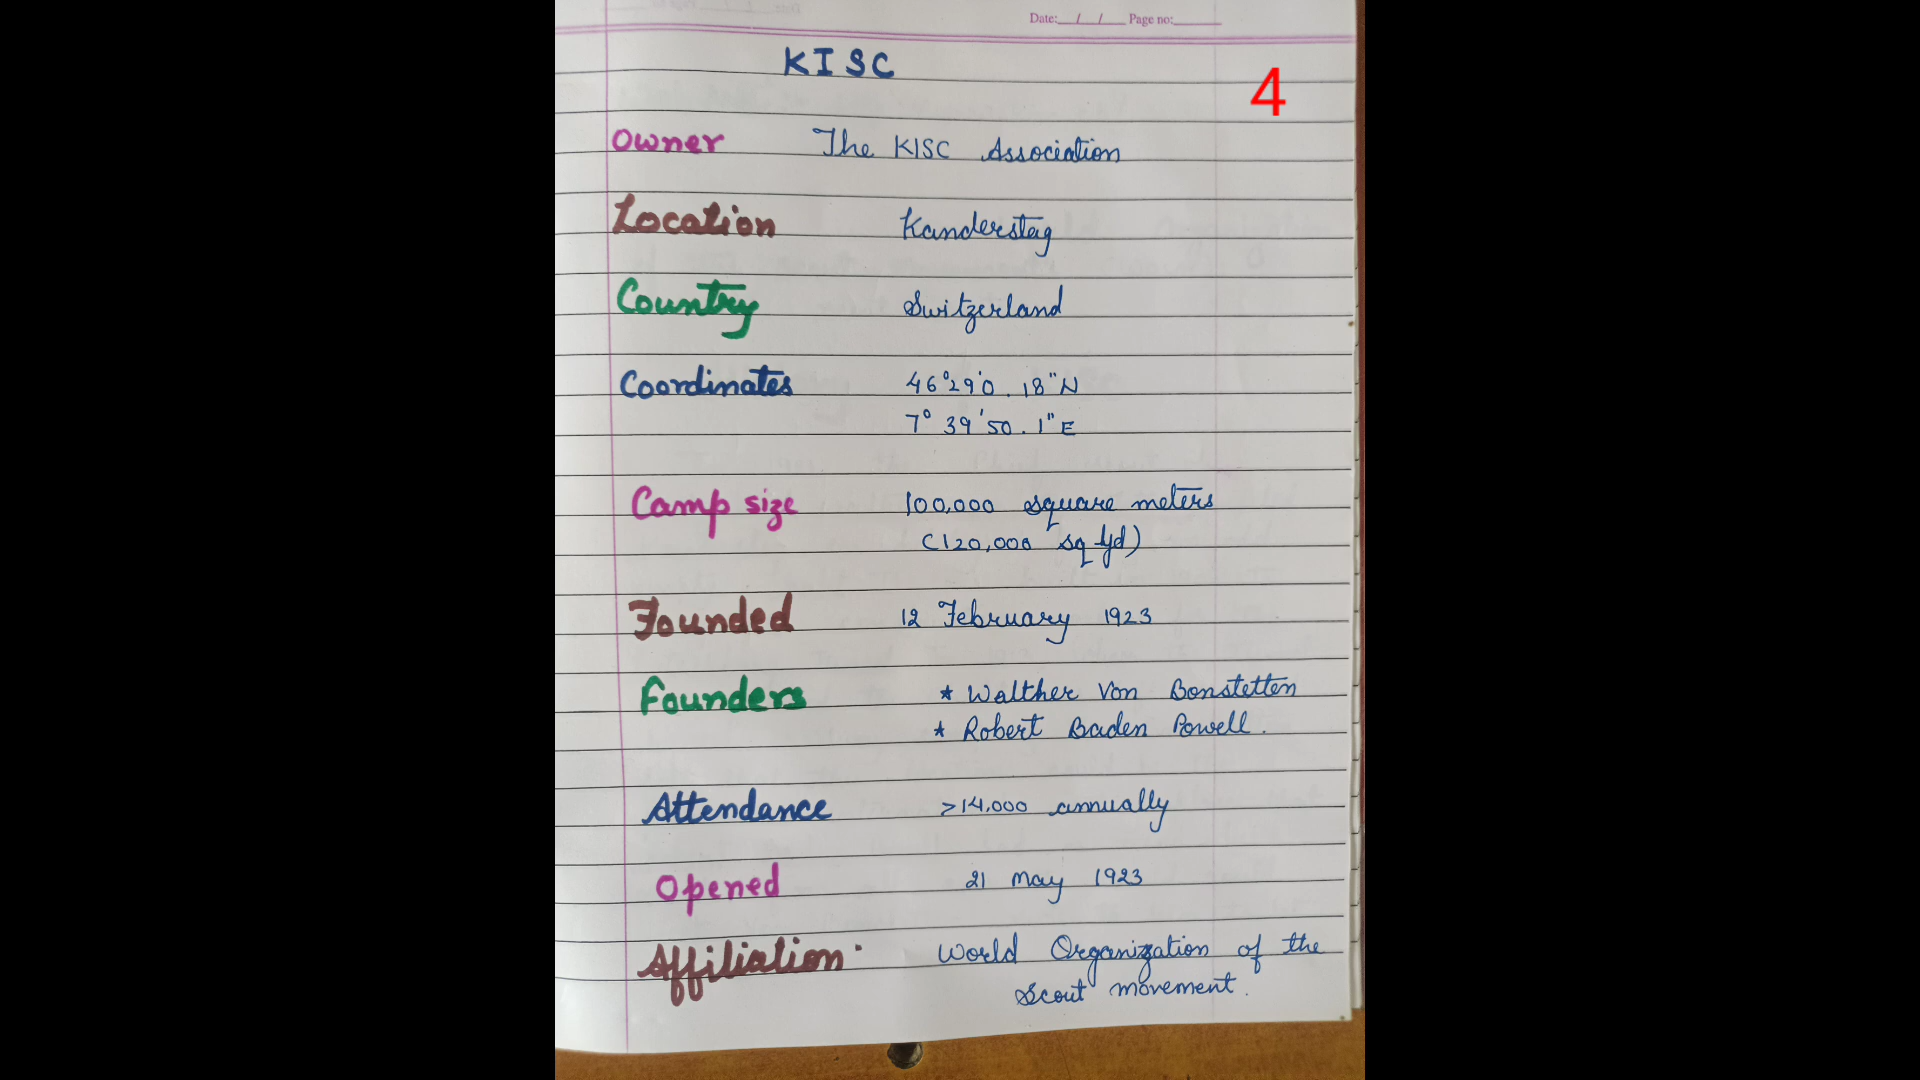 Date: / / Page no:
KISC
4
Owner The KISC Association
Location Kanderstag
Country Switzerland
Coordinates 46°29'0.18"N
7° 39'50.1"E
Camp size 100,000 square meters
(120,000 sq yd)
Founded 12 February 1923
Founders * Walther Von Bonstetten
* Robert Baden Powell.
Attendance >14,000 annually
Opened 21 May 1923
Affiliation World Organization of the
Scout movement.